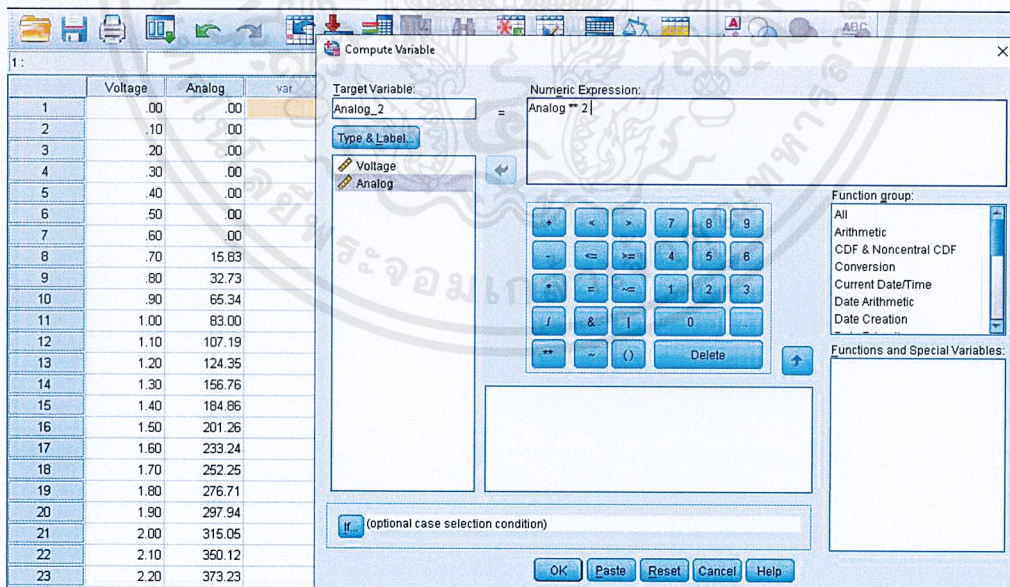 ABC
Compute Variable
1 :
Voltage Analog var
1 .00 .00
2 .10 .00
3 .20 .00
4 .30 .00
5 .40 .00
6 .50 .00
7 .60 .00
8 .70 15.83
9 .80 32.73
10 .90 65.34
11 1.00 83.00
12 1.10 107.19
13 1.20 124.35
14 1.30 156.76
15 1.40 184.86
16 1.50 201.26
17 1.60 233.24
18 1.70 252.25
19 1.80 276.71
20 1.90 297.94
21 2.00 315.05
22 2.10 350.12
23 2.20 373.23
Target Variable:
Analog_2
=
Numeric Expression:
Analog ** 2
Type & Label...
Voltage
Analog
+ < > 7 8 9
- <= >= 4 5 6
* = ~= 1 2 3
/ & | 0 .
** ~ () Delete
Function group:
All
Arithmetic
CDF & Noncentral CDF
Conversion
Current Date/Time
Date Arithmetic
Date Creation
Functions and Special Variables:
If... (optional case selection condition)
OK Paste Reset Cancel Help